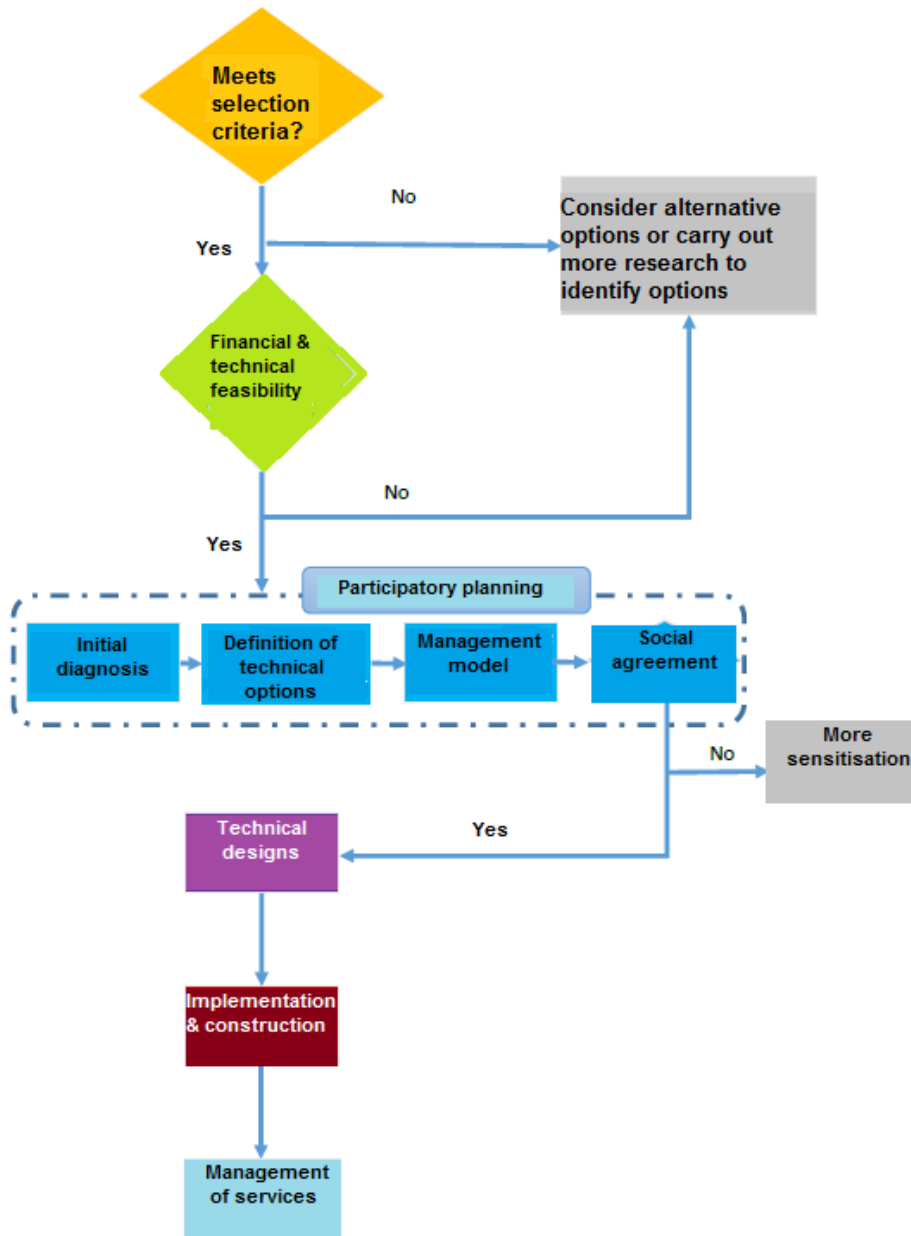 Meets
selection
criteria?
No
Consider alternative
options or carry out
more research to
identify options
Yes
Financial &
technical
feasibility
No
Yes
Participatory planning
Initial
diagnosis
Definition of
technical
options
Management
model
Social
agreement
More
sensitisation
No
Yes
Technical
designs
Implementation
& construction
Management
of services